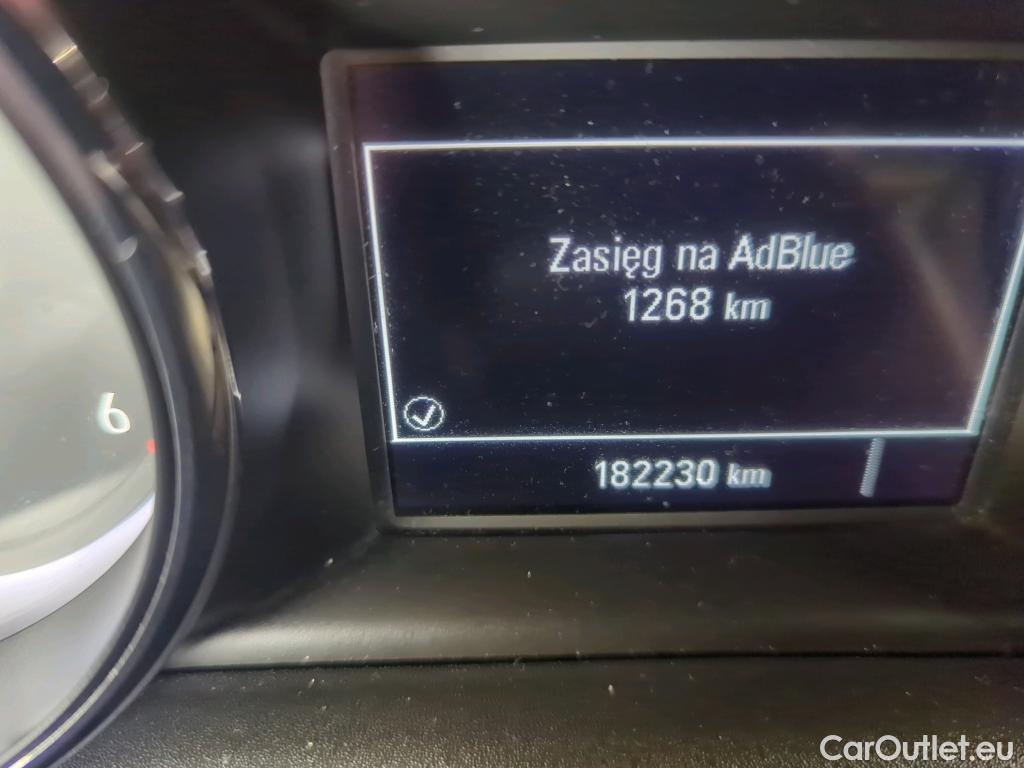 Zasięg na AdBlue
1268 km
6
182230 km
CarOutlet.eu